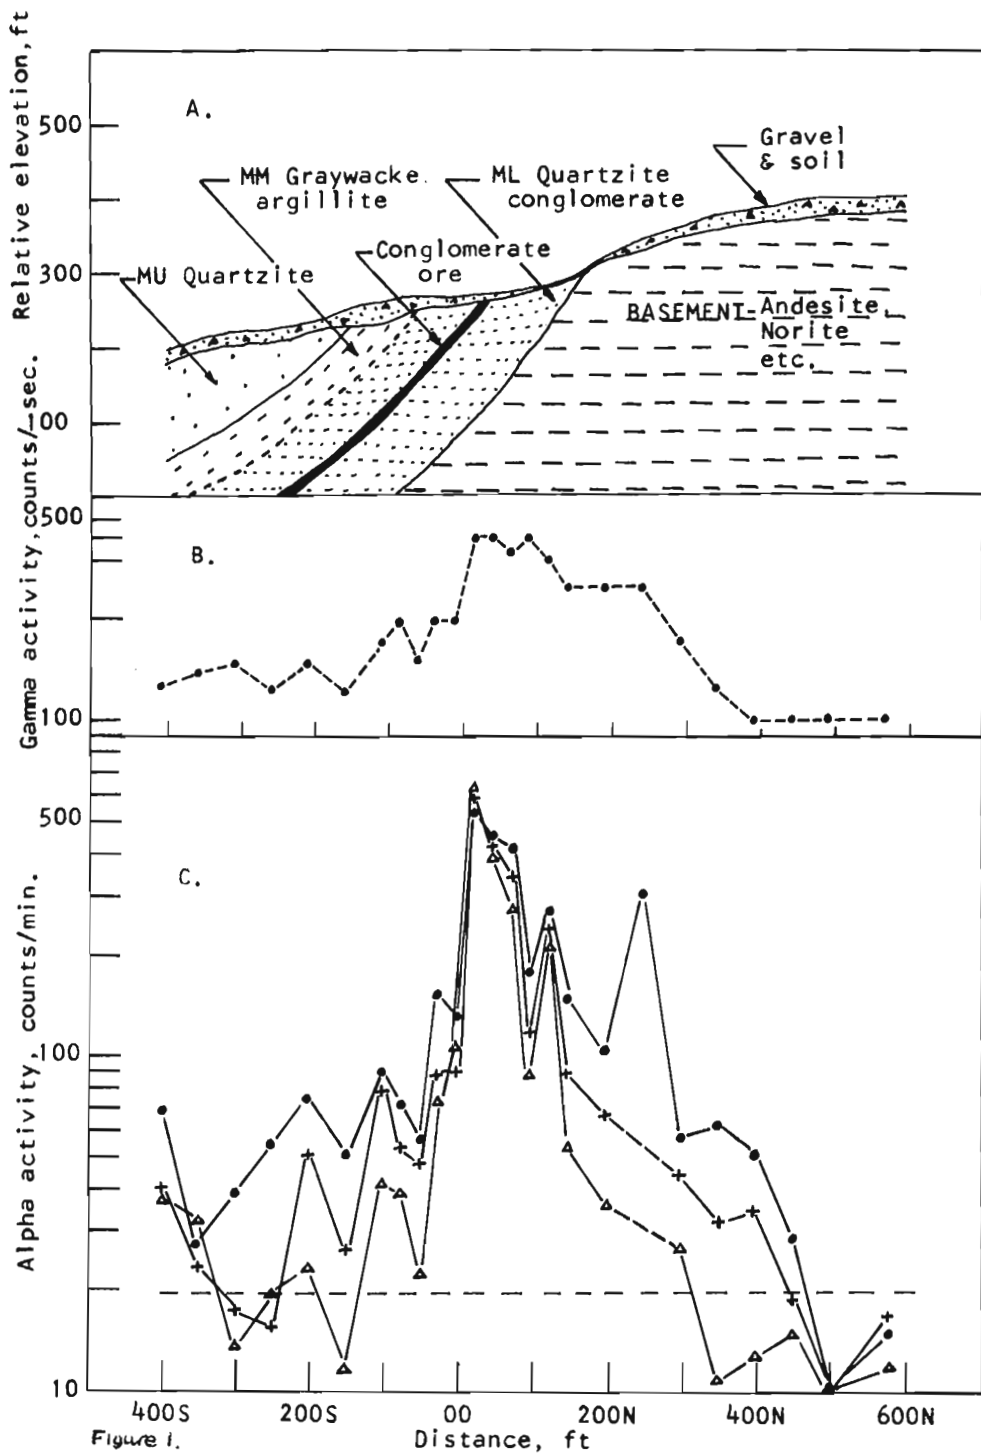 Relative elevation, ft
500
300
00
A.
Gravel
& soil
MM Graywacke
argillite
ML Quartzite
conglomerate
Conglomerate
ore
MU Quartzite
BASEMENT-Andesite,
Norite
etc.
Gamma activity, counts/sec.
500
100
B.
Alpha activity, counts/min.
500
100
10
C.
400S 200S 00 200N 400N 600N
Distance, ft
Figure 1.